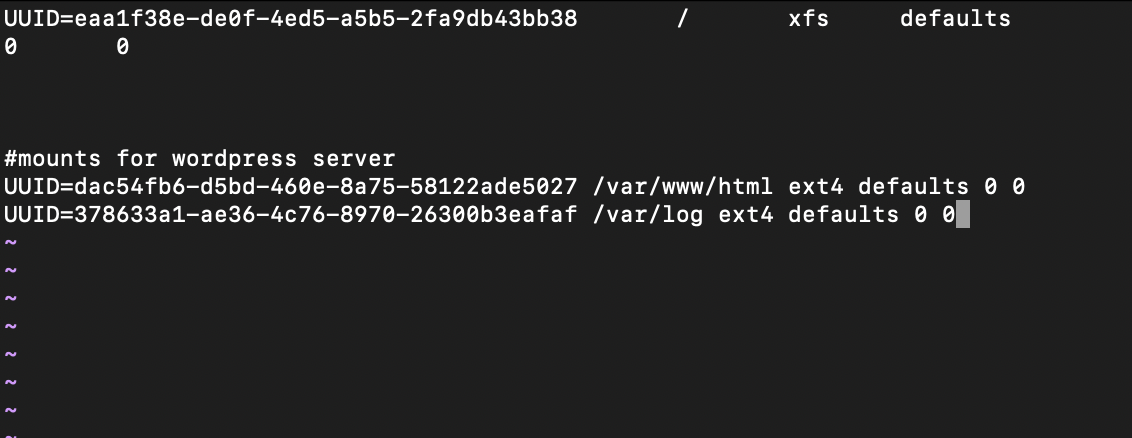 UUID=eaa1f38e-de0f-4ed5-a5b5-2fa9db43bb38 / xfs defaults
0 0
#mounts for wordpress server
UUID=dac54fb6-d5bd-460e-8a75-58122ade5027 /var/www/html ext4 defaults 0 0
UUID=378633a1-ae36-4c76-8970-26300b3eafaf /var/log ext4 defaults 0 0
~
~
~
~
~
~
~
~